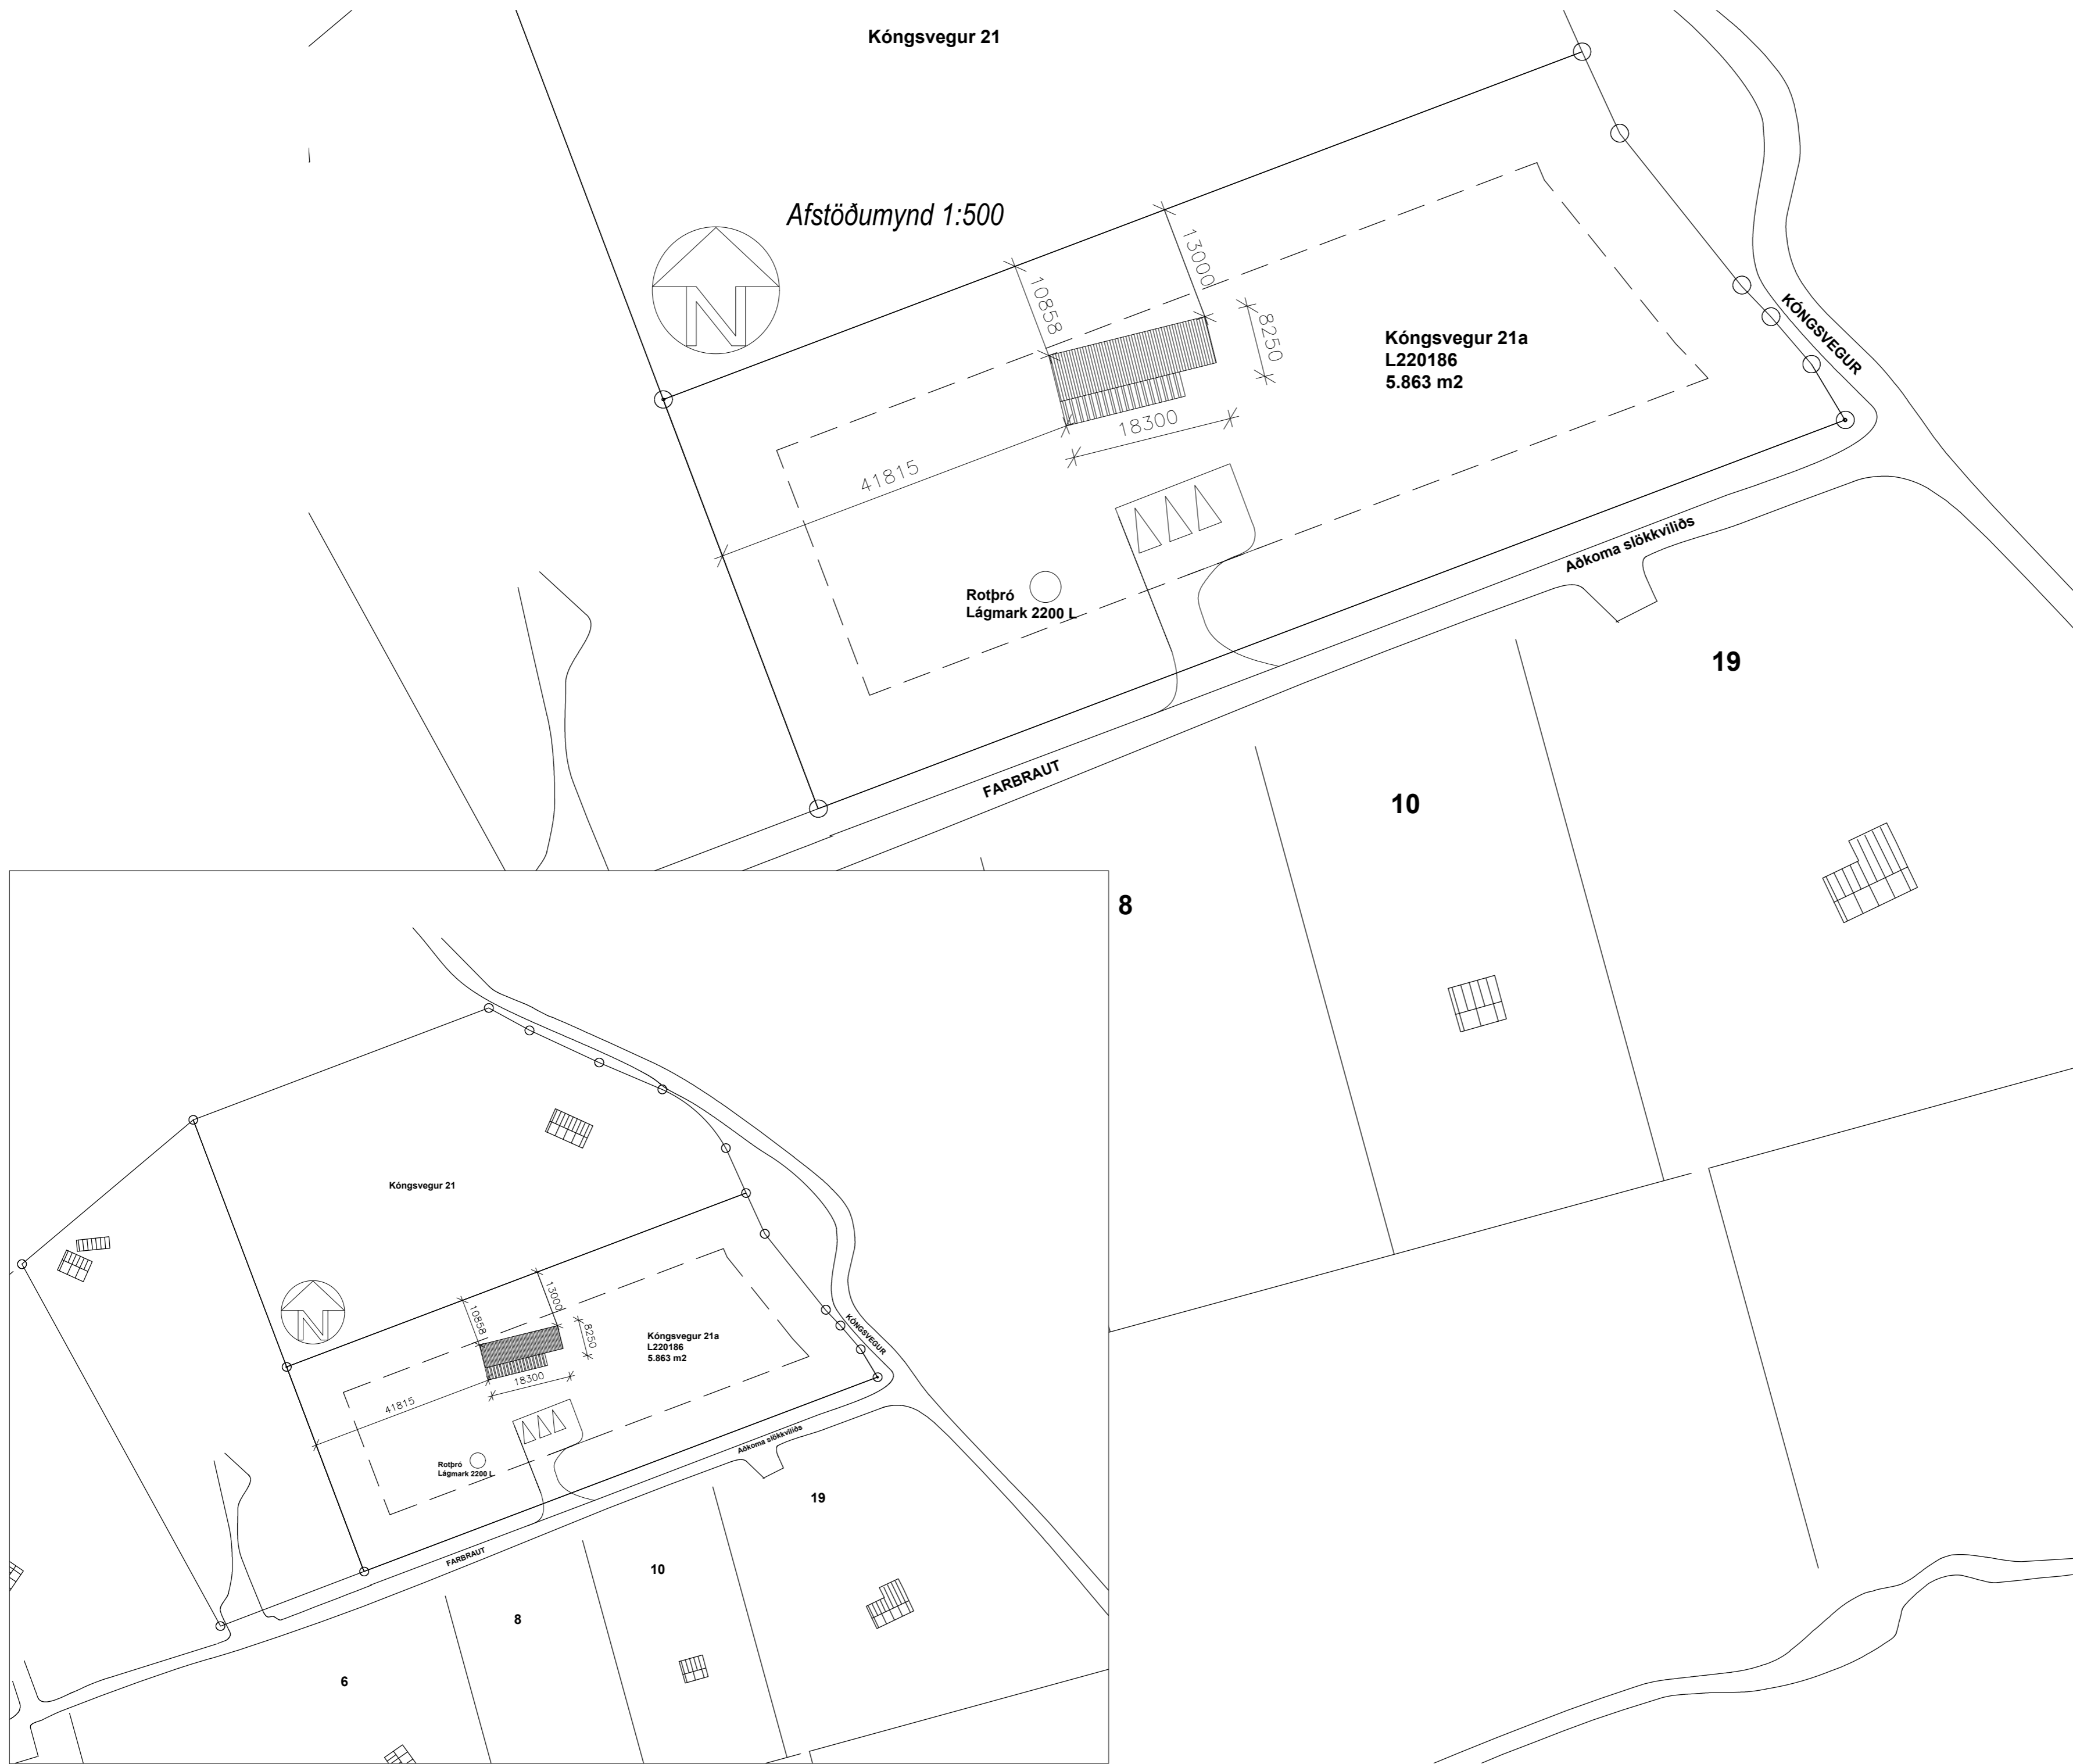 Kóngsvegur 21
Afstöðumynd 1:500
N
13000
10858
8250
KÓNGSVEGUR
Kóngsvegur 21a
L220186
5.863 m2
18300
41815
Aðkoma slökkviliðs
Rotþró
Lágmark 2200 L
19
FARBRAUT
10
8
Kóngsvegur 21
N
13000
10858
8250
KÓNGSVEGUR
Kóngsvegur 21a
L220186
5.863 m2
18300
41815
Aðkoma slökkviliðs
Rotþró
Lágmark 2200 L
19
FARBRAUT
10
8
6